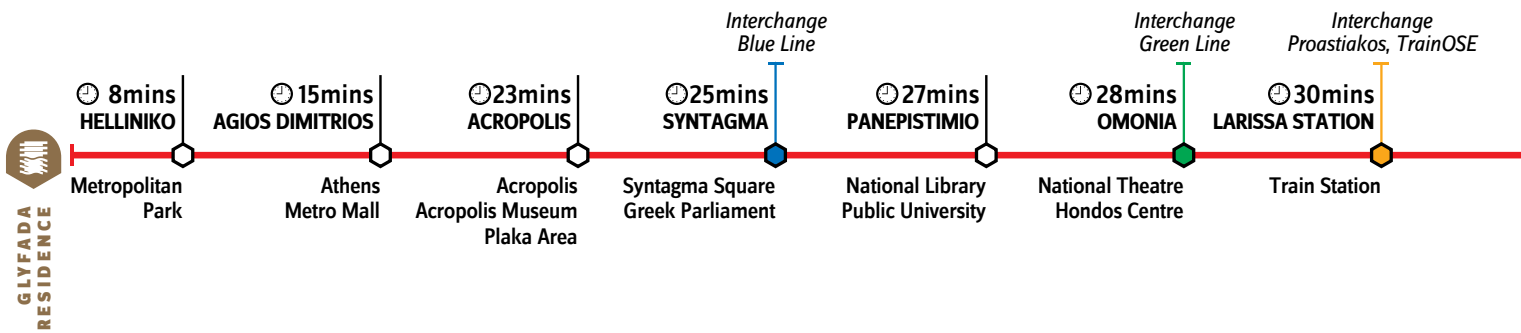 Interchange
Blue Line
Interchange
Green Line
Interchange
Proastiakos, TrainOSE
8mins
HELLINIKO
15mins
AGIOS DIMITRIOS
23mins
ACROPOLIS
25mins
SYNTAGMA
27mins
PANEPISTIMIO
28mins
OMONIA
30mins
LARISSA STATION
Metropolitan
Park
Athens
Metro Mall
Acropolis
Acropolis Museum
Plaka Area
Syntagma Square
Greek Parliament
National Library
Public University
National Theatre
Hondos Centre
Train Station
GLYFADA
RESIDENCE